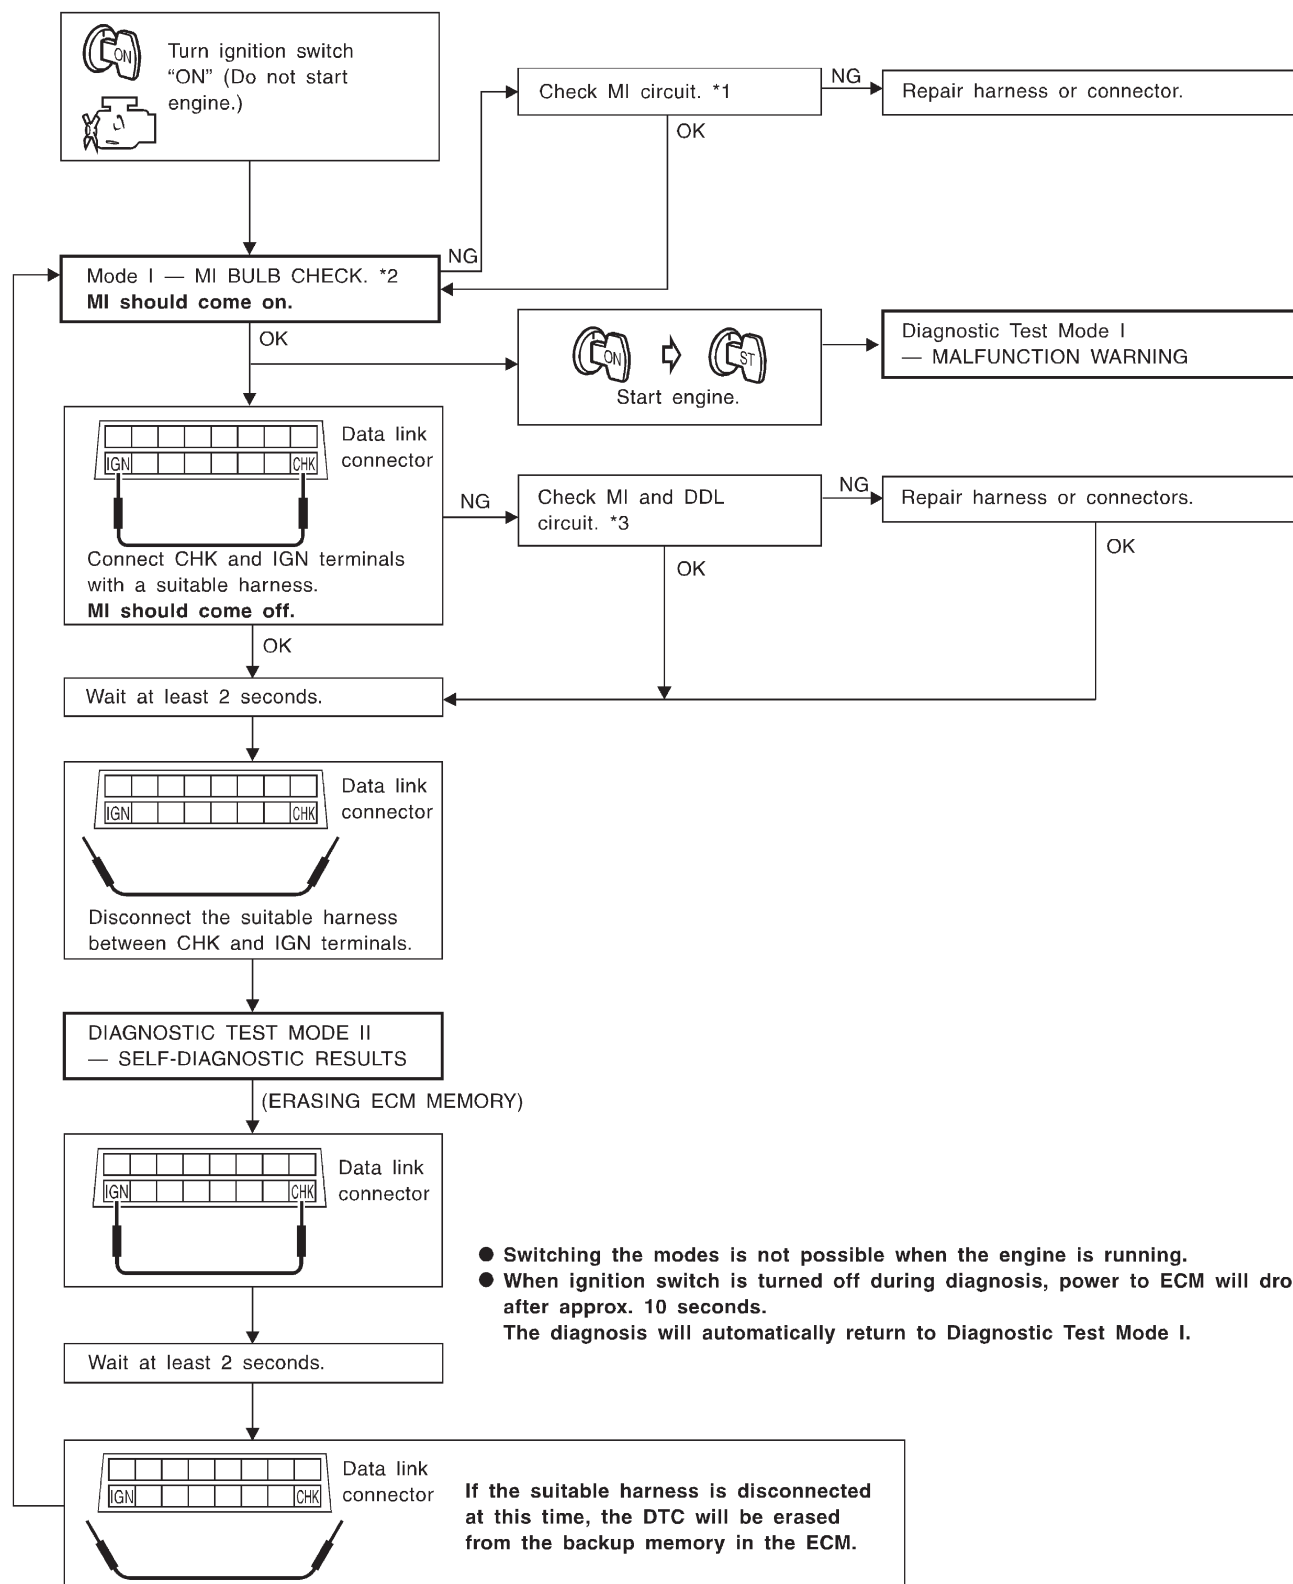 ON
Turn ignition switch
“ON” (Do not start
engine.)
Check MI circuit. *1
NG
Repair harness or connector.
OK
NG
Mode I — MI BULB CHECK. *2
MI should come on.
OK
ON
ST
Start engine.
Diagnostic Test Mode I
— MALFUNCTION WARNING
Data link
connector
IGN
CHK
Connect CHK and IGN terminals
with a suitable harness.
MI should come off.
NG
Check MI and DDL
circuit. *3
NG
Repair harness or connectors.
OK
OK
OK
Wait at least 2 seconds.
Data link
connector
IGN
CHK
Disconnect the suitable harness
between CHK and IGN terminals.
DIAGNOSTIC TEST MODE II
— SELF-DIAGNOSTIC RESULTS
(ERASING ECM MEMORY)
Data link
connector
IGN
CHK
● Switching the modes is not possible when the engine is running.
● When ignition switch is turned off during diagnosis, power to ECM will dro
after approx. 10 seconds.
The diagnosis will automatically return to Diagnostic Test Mode I.
Wait at least 2 seconds.
Data link
connector
IGN
CHK
If the suitable harness is disconnected
at this time, the DTC will be erased
from the backup memory in the ECM.